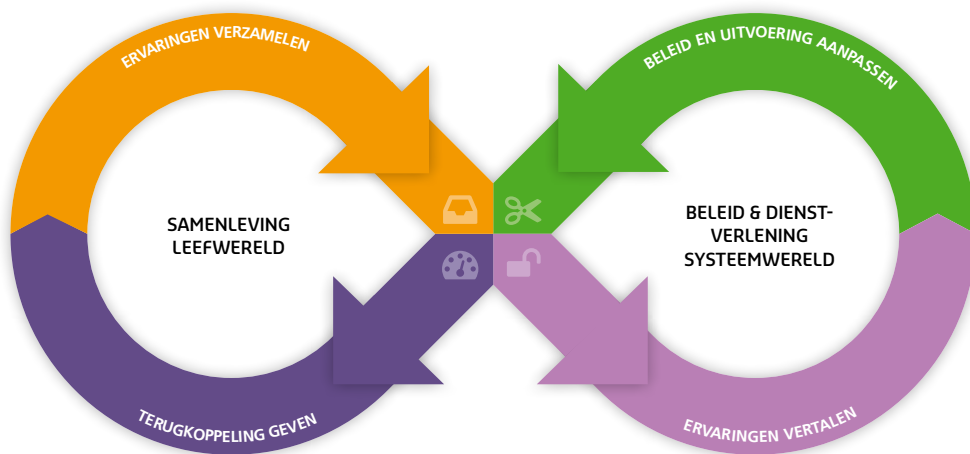 ERVARINGEN VERZAMELEN
BELEID EN UITVOERING AANPASSEN
SAMENLEVING
LEEFWERELD
BELEID & DIENST-
VERLENING
SYSTEEMWERELD
TERUGKOPPELING GEVEN
ERVARINGEN VERTALEN